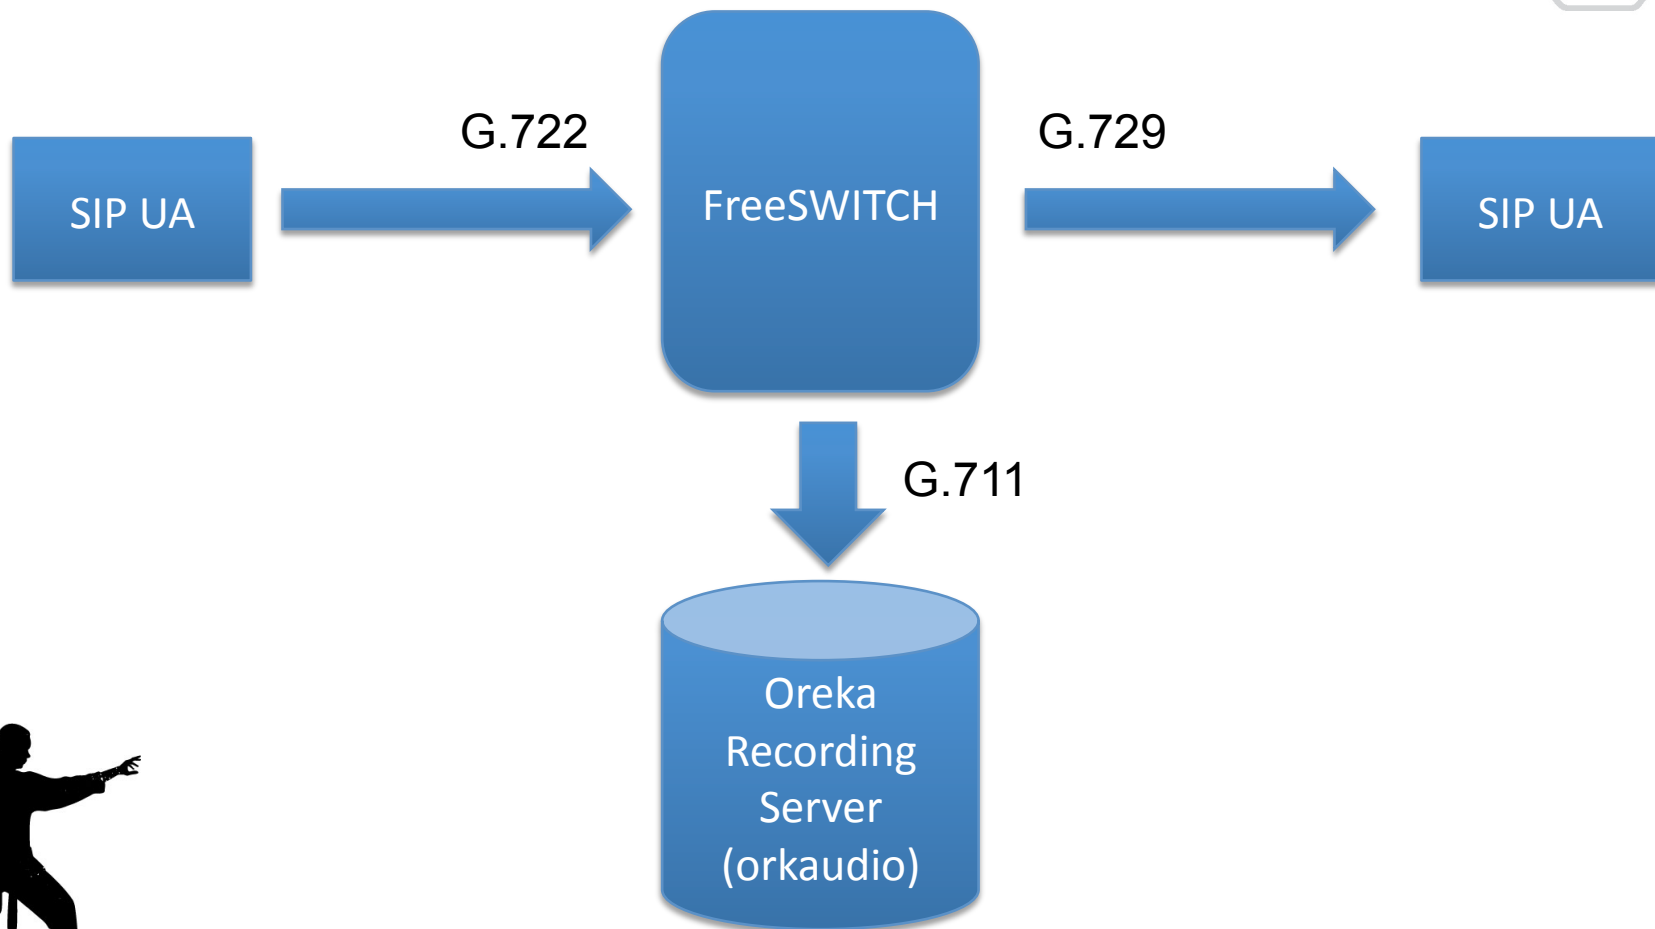 G.722
G.729
SIP UA
FreeSWITCH
SIP UA
G.711
Oreka
Recording
Server
(orkaudio)